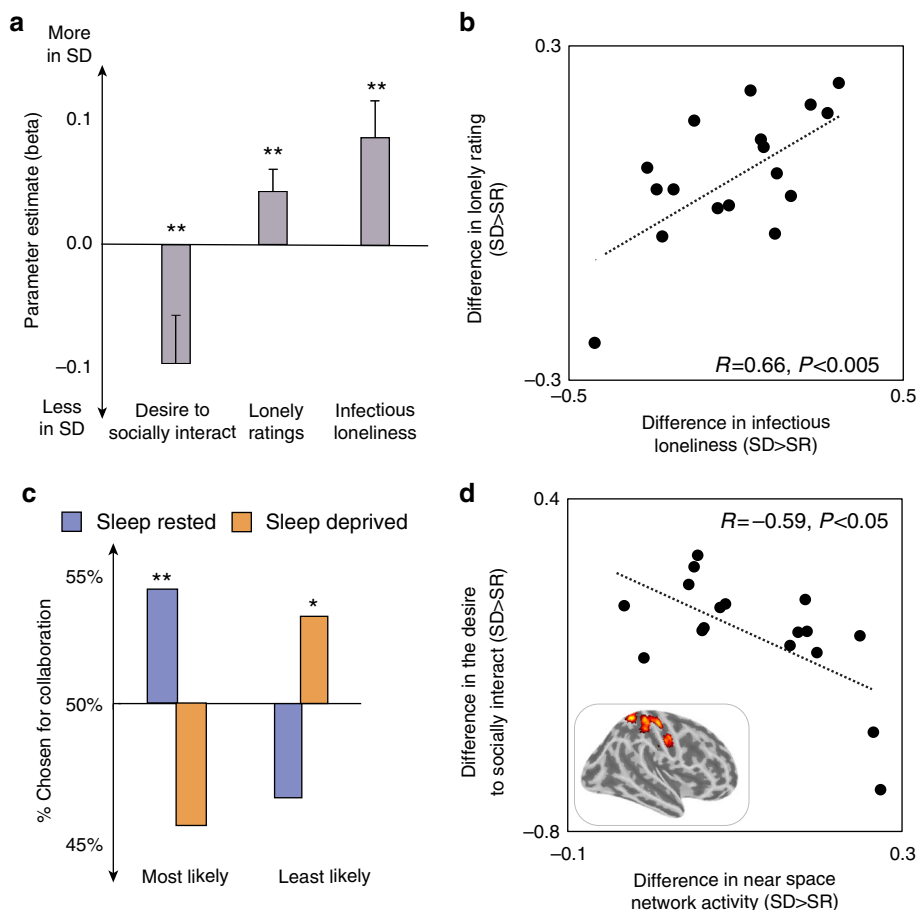 a
More
in SD
Parameter estimate (beta)
0.1
0.0
–0.1
**
**
**
Less
in SD
Desire to
socially interact
Lonely
ratings
Infectious
loneliness
b
0.3
Difference in lonely rating
(SD>SR)
R=0.66, P<0.005
–0.3
–0.5
0.5
Difference in infectious
loneliness (SD>SR)
c
Sleep rested
Sleep deprived
% Chosen for collaboration
55%
50%
45%
**
*
Most likely
Least likely
d
0.4
R=–0.59, P<0.05
Difference in the desire
to socially interact (SD>SR)
–0.8
–0.1
0.3
Difference in near space
network activity (SD>SR)